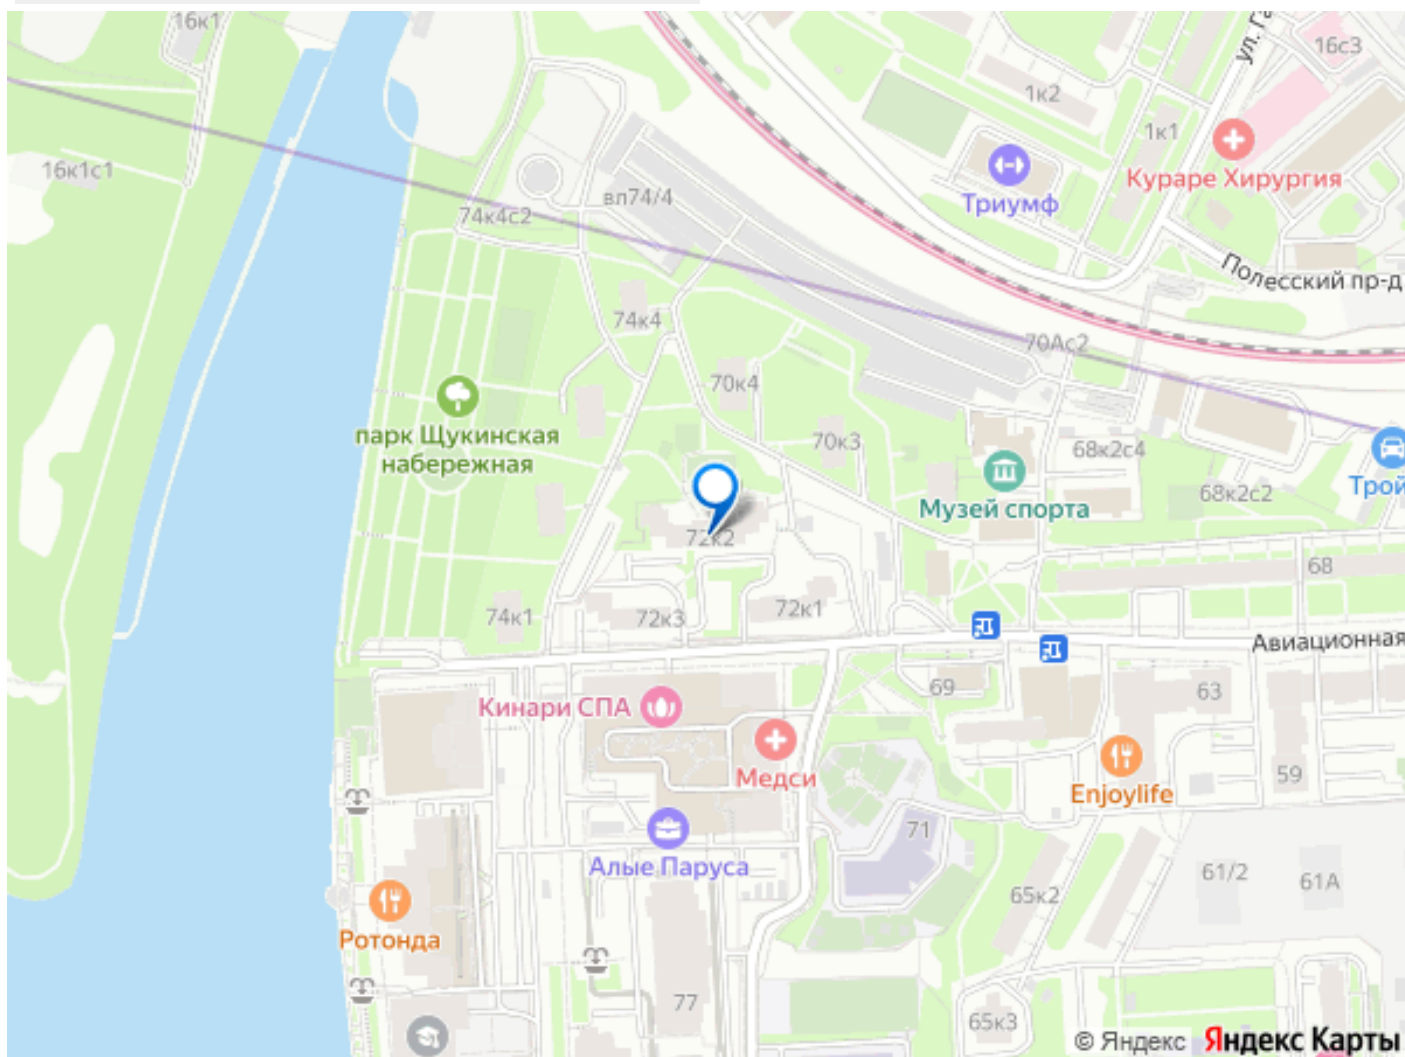 16к1
ул. Га
16с3
1к2
1к1
Кураре Хирургия
16к1с1
вл74/4
Триумф
74к4с2
Полесский пр-д
74к4
70Ас2
70к4
парк Щукинская
набережная
70к3
68к2с4
Трой
68к2с2
Музей спорта
72к2
68
74к1
72к3
72к1
Авиационная
69
63
Кинари СПА
Медси
59
Enjoylife
71
Алые Паруса
61/2
61А
65к2
Ротонда
77
65к3
© Яндекс Яндекс Карты